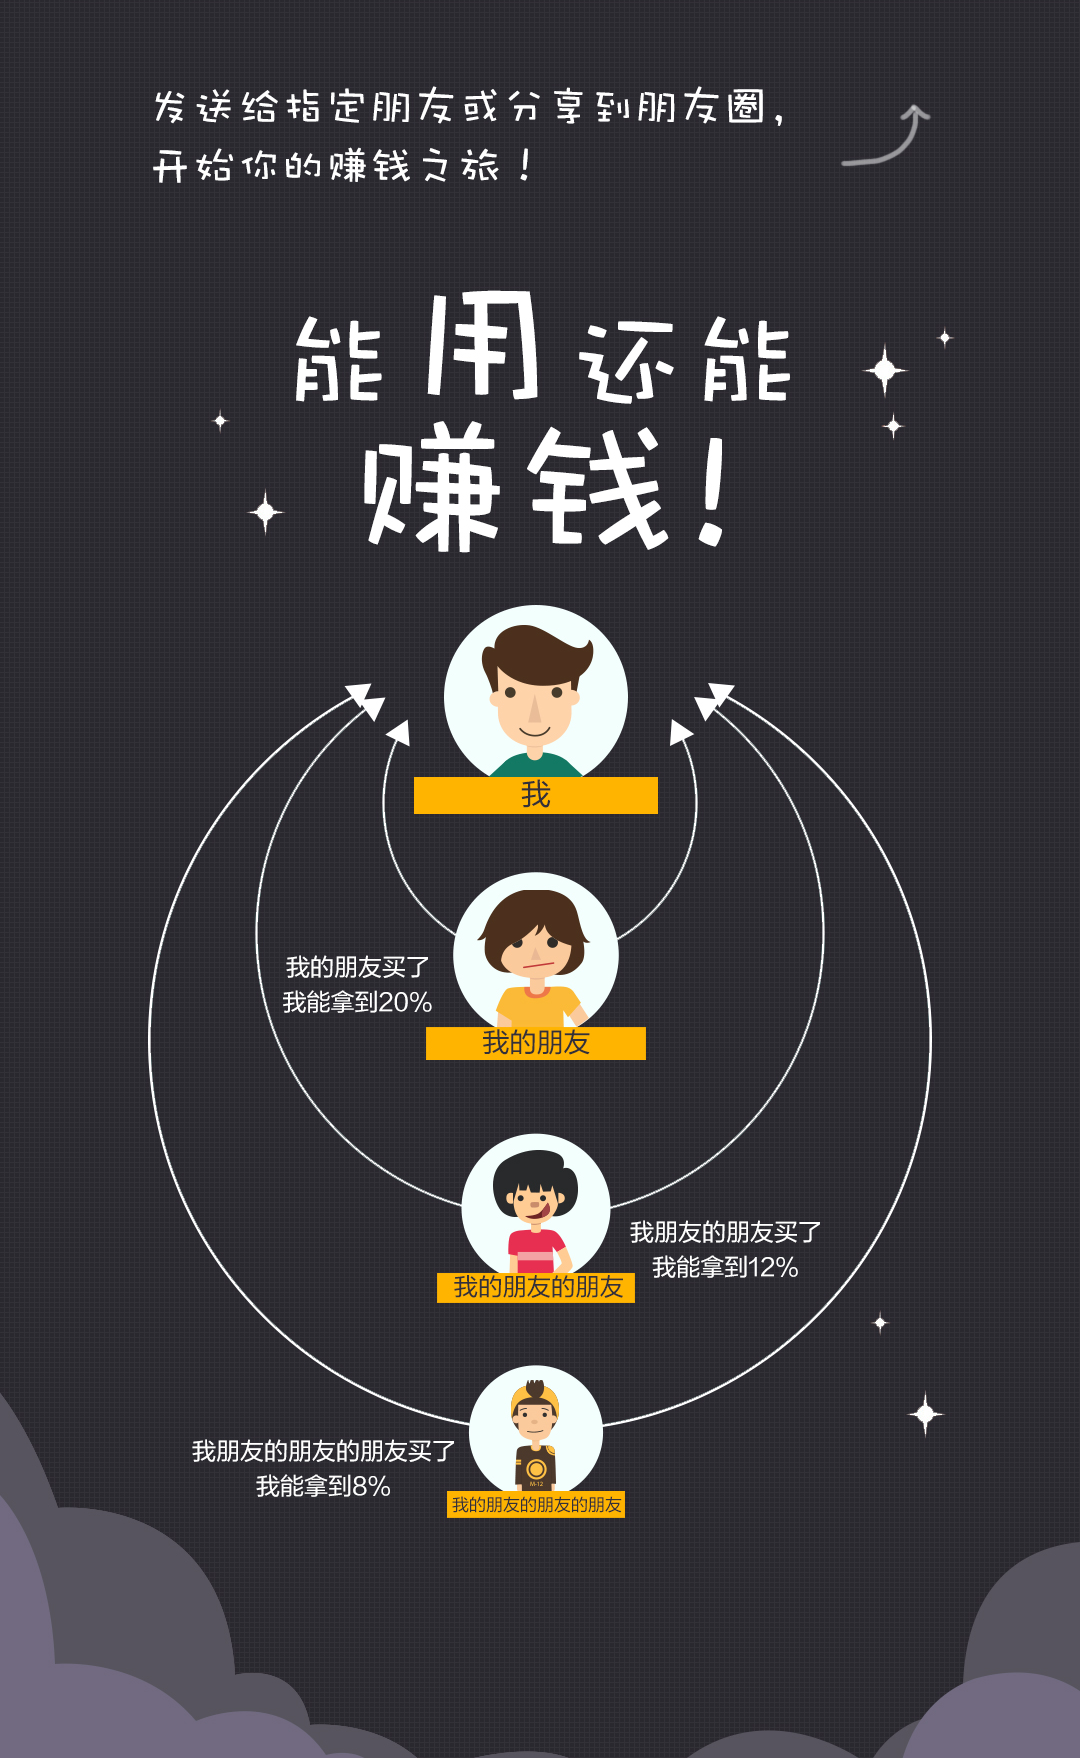 发送给指定朋友或分享到朋友圈，
开始你的赚钱之旅！
能用还能
赚钱！
我
我的朋友买了
我能拿到20%
我的朋友
我朋友的朋友买了
我能拿到12%
我的朋友的朋友
我朋友的朋友的朋友买了
我能拿到8%
M-12
我的朋友的朋友的朋友